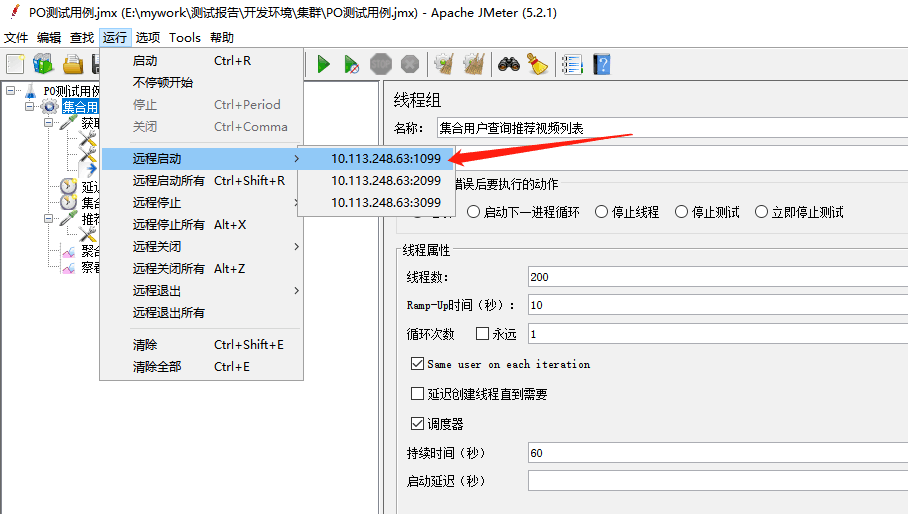 PO测试用例.jmx (E:\mywork\测试报告\开发环境\集群\PO测试用例.jmx) - Apache JMeter (5.2.1)
文件 编辑 查找 运行 选项 Tools 帮助
启动 Ctrl+R
不停顿开始
停止 Ctrl+Period
关闭 Ctrl+Comma
远程启动
远程启动所有 Ctrl+Shift+R
远程停止
远程停止所有 Alt+X
远程关闭
远程关闭所有 Alt+Z
远程退出
远程退出所有
清除 Ctrl+Shift+E
清除全部 Ctrl+E
10.113.248.63:1099
10.113.248.63:2099
10.113.248.63:3099
STOP
PO测试用例
集合用
获取
延迟
集合
推荐
聚合
察看
线程组
名称: 集合用户查询推荐视频列表
错误后要执行的动作
启动下一进程循环 停止线程 停止测试 立即停止测试
线程属性
线程数: 200
Ramp-Up时间(秒): 10
循环次数 永远 1
Same user on each iteration
延迟创建线程直到需要
调度器
持续时间(秒) 60
启动延迟(秒)